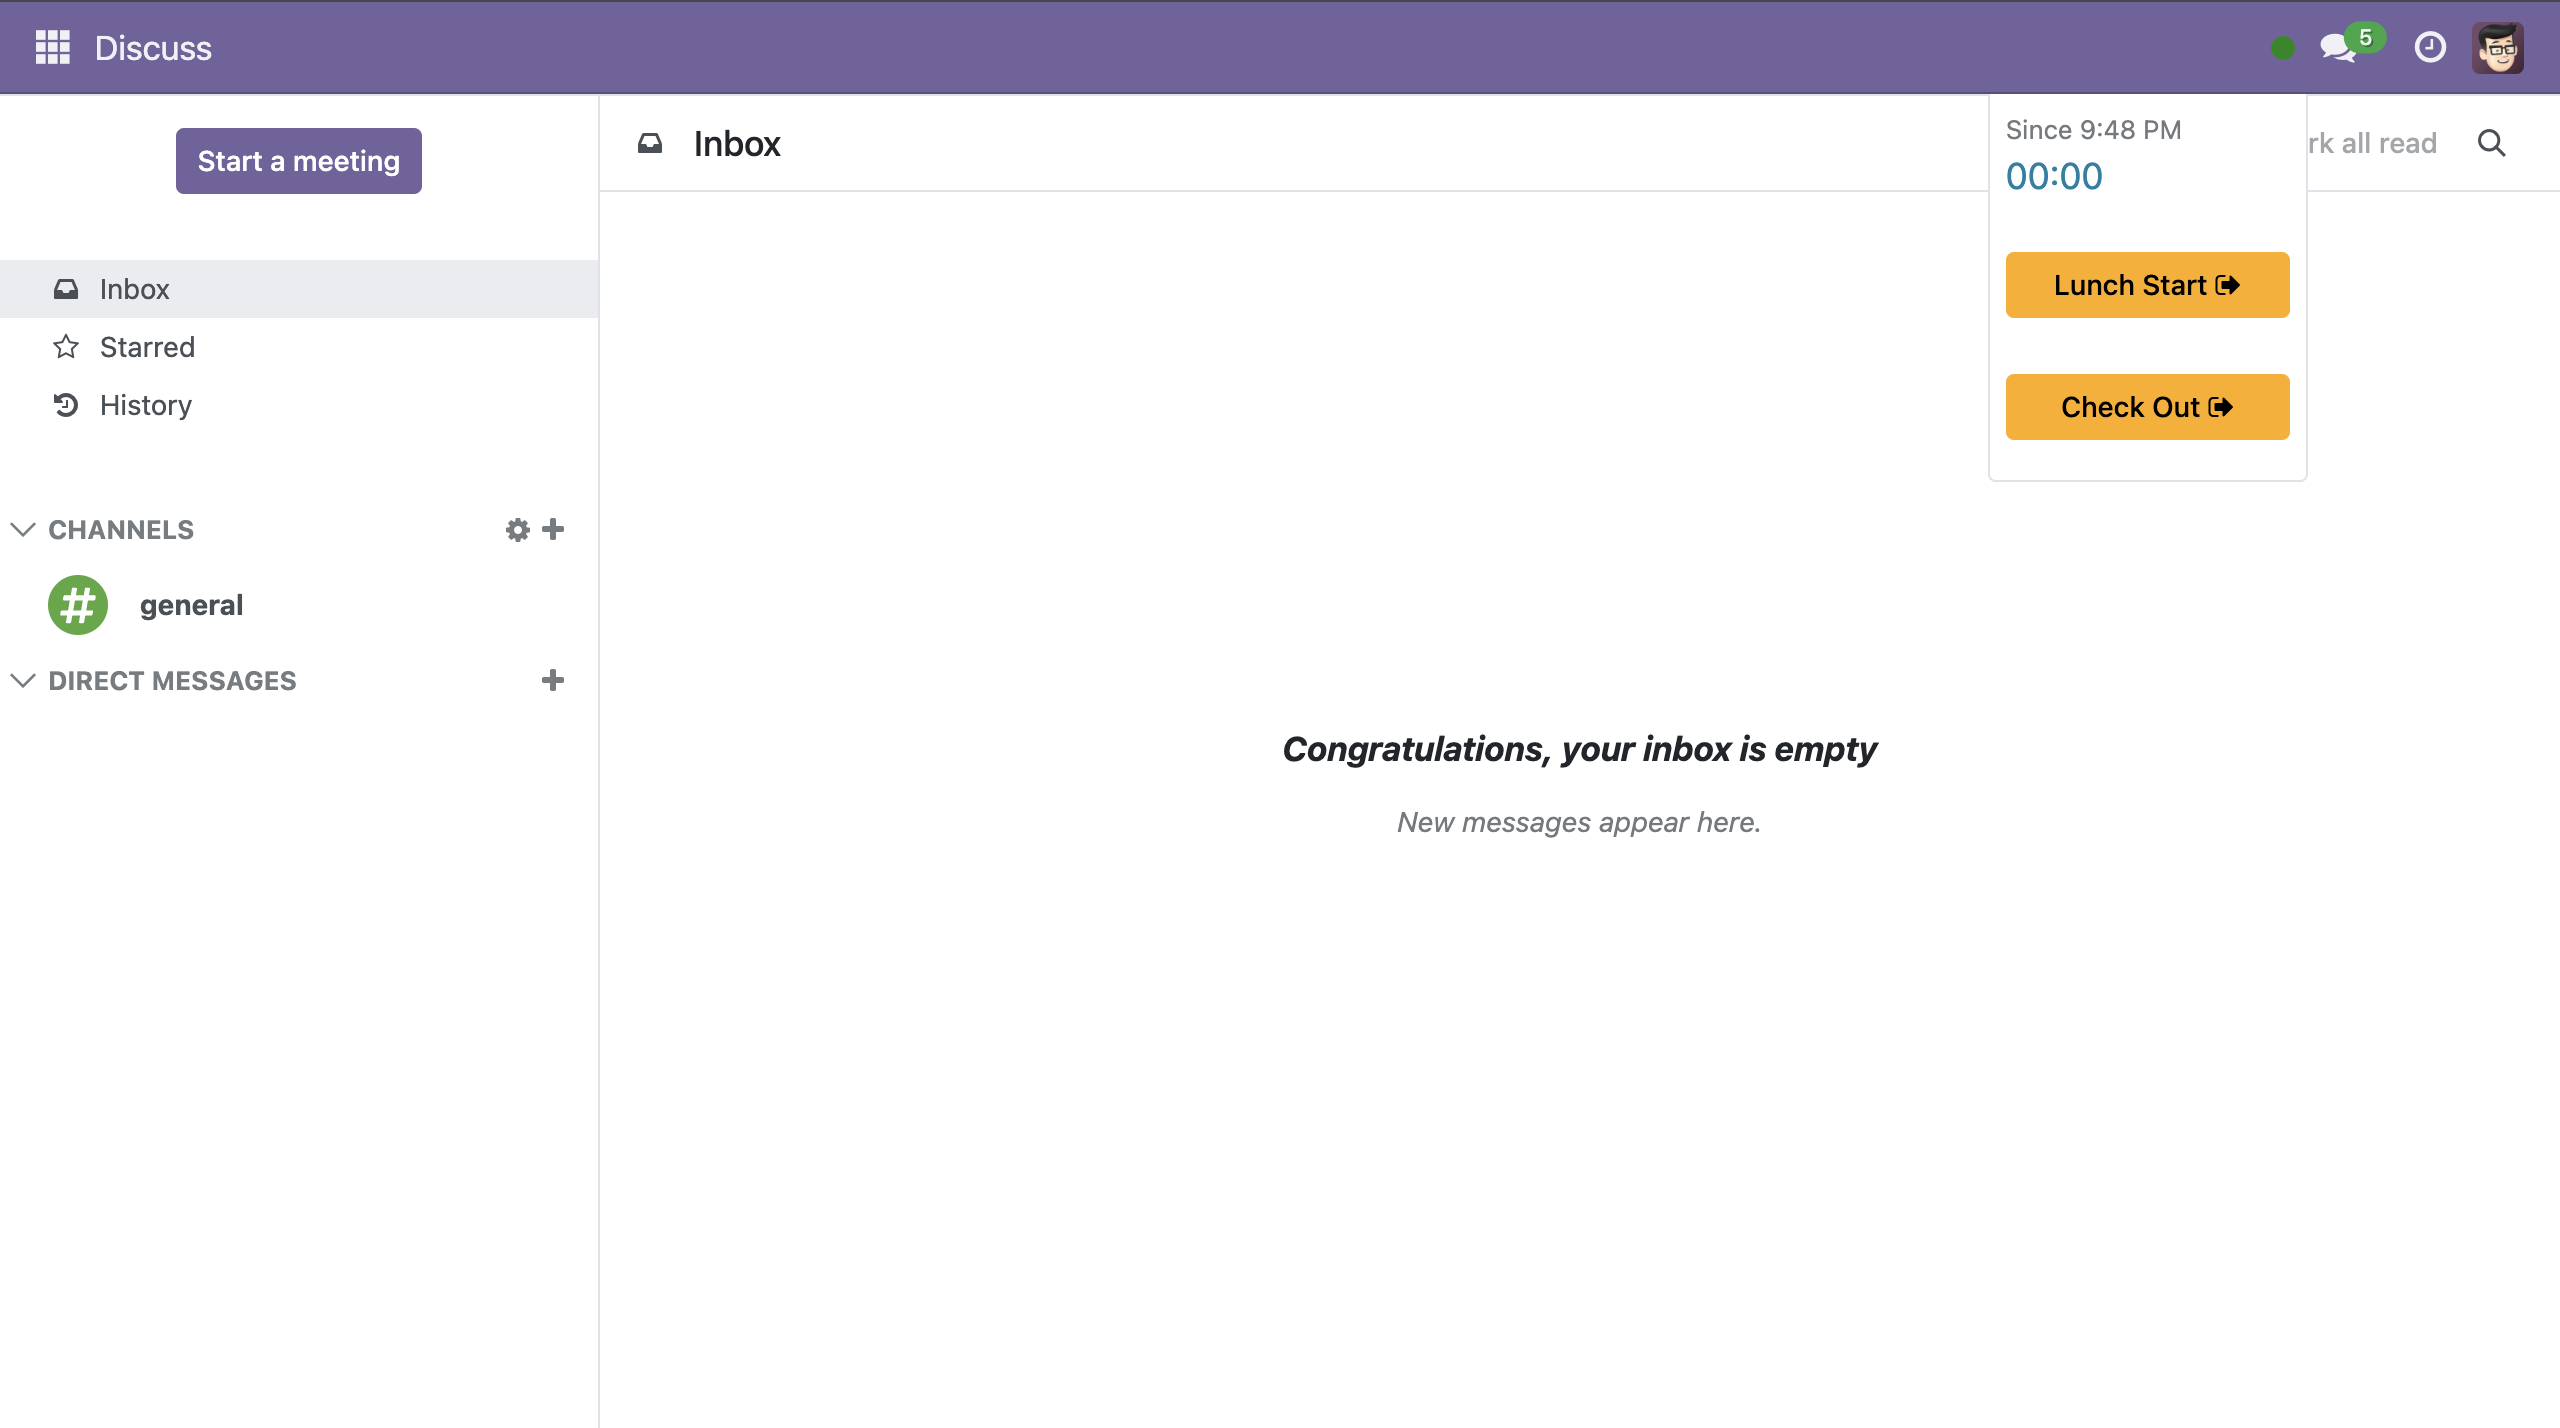 Discuss
5
Start a meeting
Inbox
Starred
History
CHANNELS
general
DIRECT MESSAGES
Inbox
rk all read
Since 9:48 PM
00:00
Lunch Start
Check Out
Congratulations, your inbox is empty
New messages appear here.